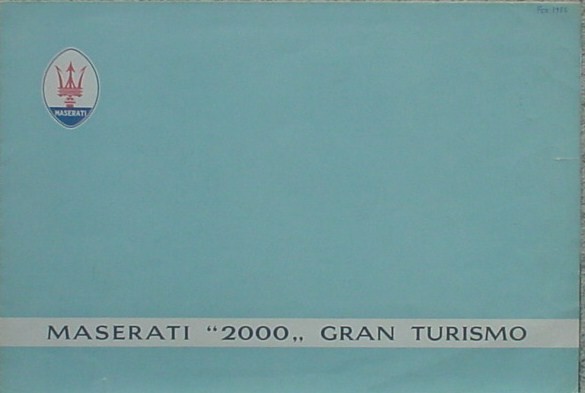 MASERATI
MASERATI “2000„ GRAN TURISMO